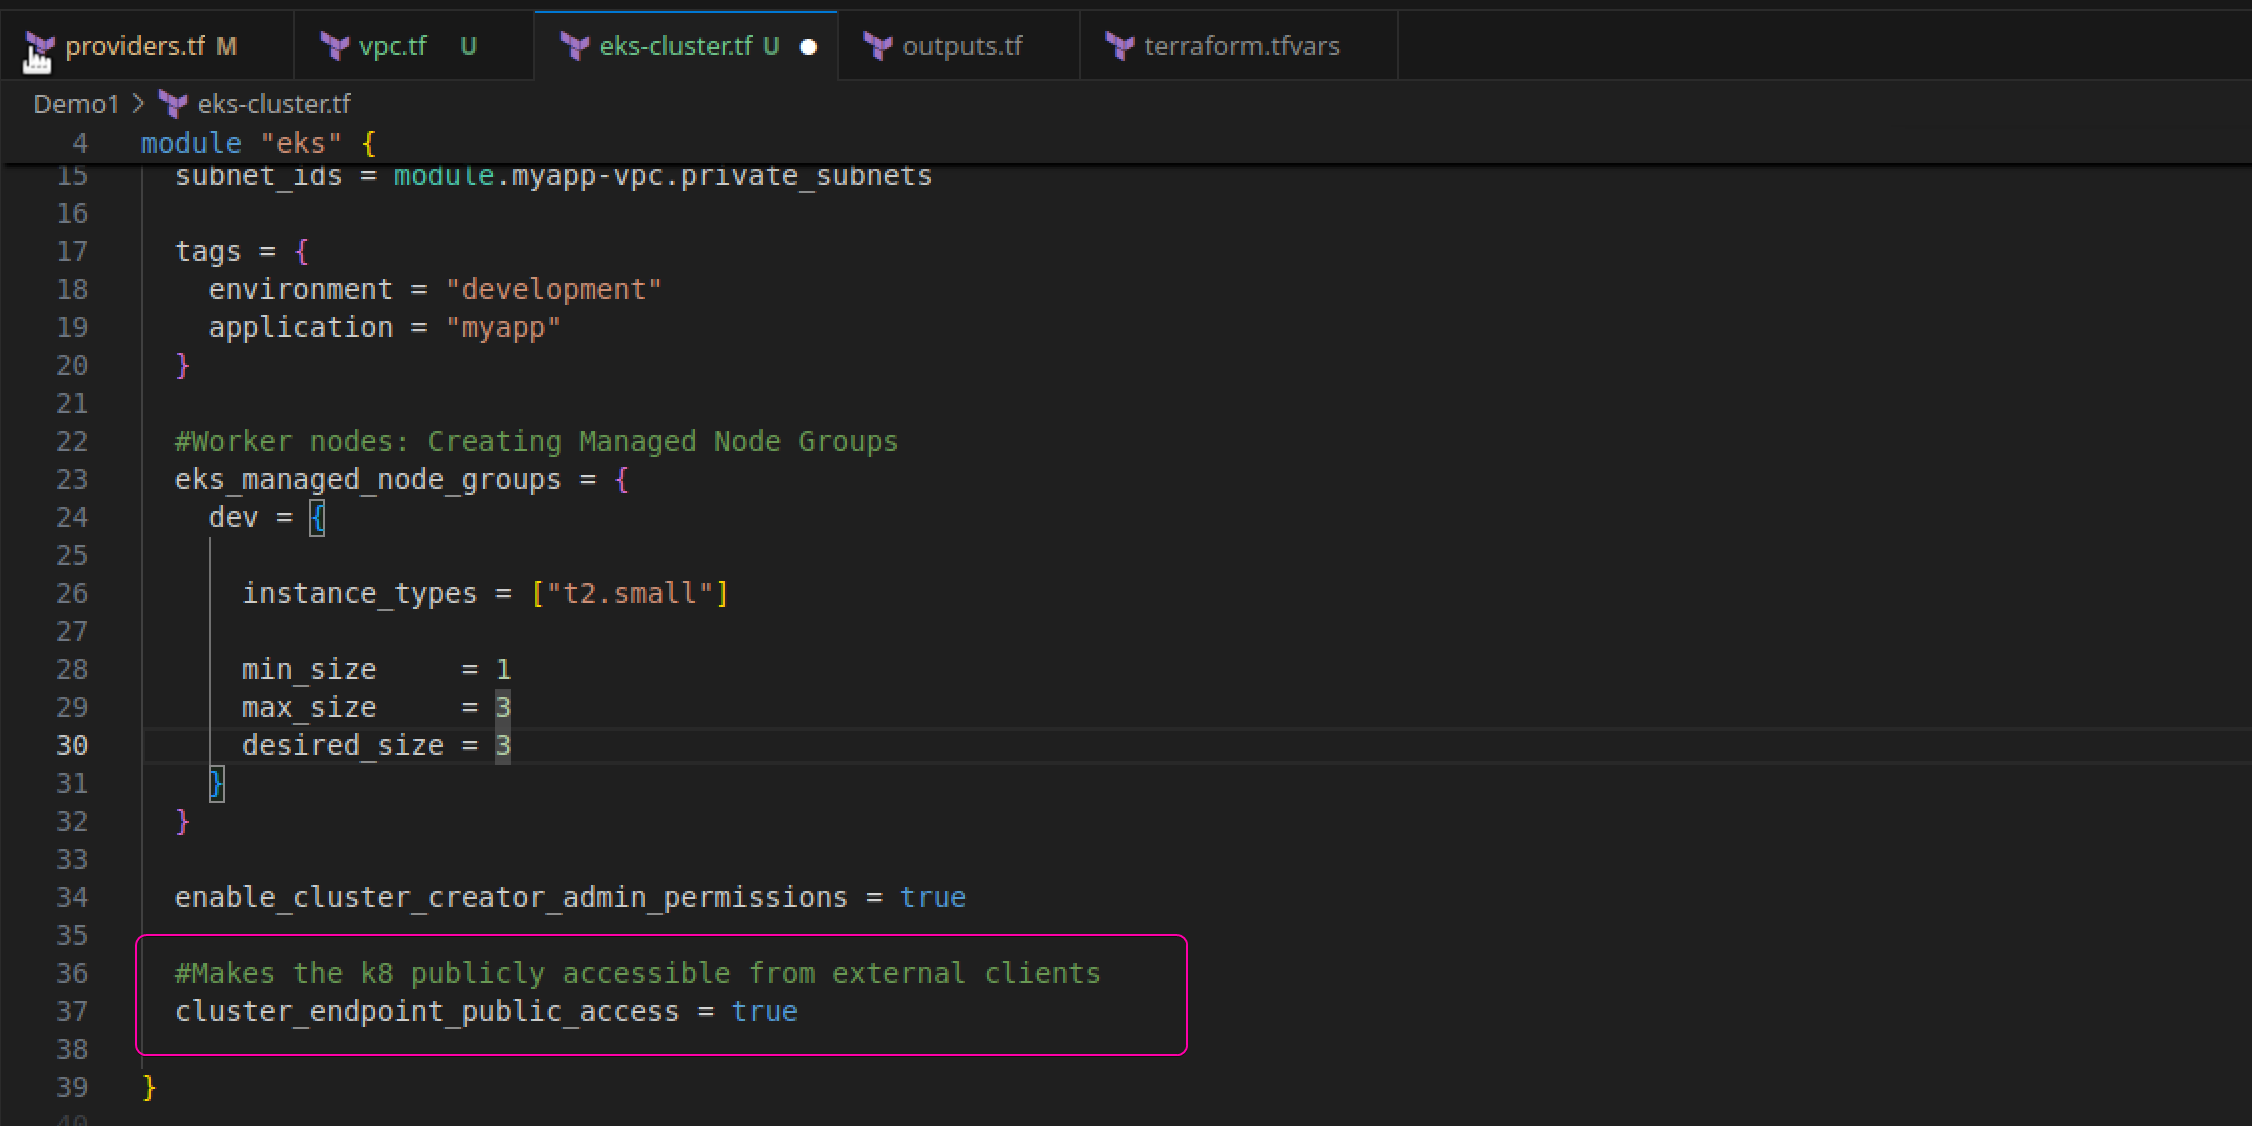 providers.tf M vpc.tf U eks-cluster.tf U outputs.tf terraform.tfvars
Demo1 > eks-cluster.tf
4 module "eks" {
15 subnet_ids = module.myapp-vpc.private_subnets
16
17 tags = {
18 environment = "development"
19 application = "myapp"
20 }
21
22 #Worker nodes: Creating Managed Node Groups
23 eks_managed_node_groups = {
24 dev = {
25
26 instance_types = ["t2.small"]
27
28 min_size     = 1
29 max_size     = 3
30 desired_size = 3
31 }
32 }
33
34 enable_cluster_creator_admin_permissions = true
35
36 #Makes the k8 publicly accessible from external clients
37 cluster_endpoint_public_access = true
38
39 }
40